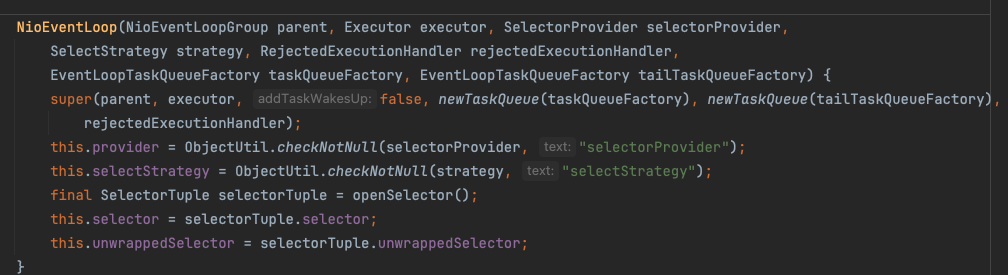 NioEventLoop(NioEventLoopGroup parent, Executor executor, SelectorProvider selectorProvider,
SelectStrategy strategy, RejectedExecutionHandler rejectedExecutionHandler,
EventLoopTaskQueueFactory taskQueueFactory, EventLoopTaskQueueFactory tailTaskQueueFactory) {
super(parent, executor, addTaskWakesUp: false, newTaskQueue(taskQueueFactory), newTaskQueue(tailTaskQueueFactory),
rejectedExecutionHandler);
this.provider = ObjectUtil.checkNotNull(selectorProvider, text: "selectorProvider");
this.selectStrategy = ObjectUtil.checkNotNull(strategy, text: "selectStrategy");
final SelectorTuple selectorTuple = openSelector();
this.selector = selectorTuple.selector;
this.unwrappedSelector = selectorTuple.unwrappedSelector;
}